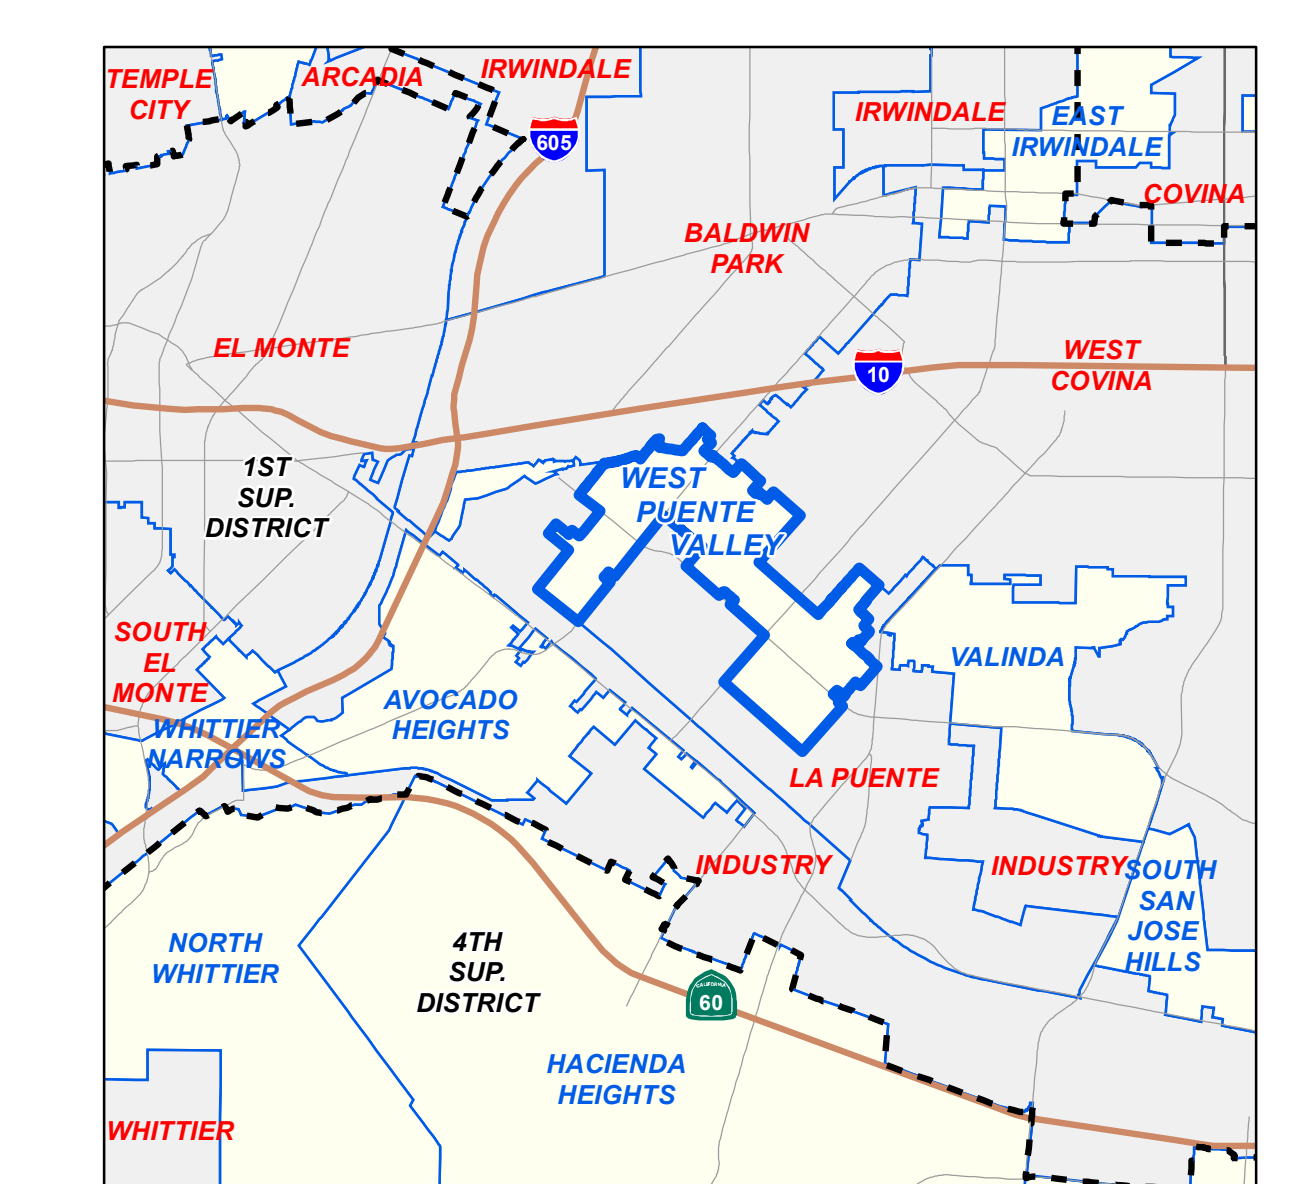 TEMPLE
CITY
ARCADIA
IRWINDALE
605
IRWINDALE
EAST
IRWINDALE
COVINA
BALDWIN
PARK
EL MONTE
10
WEST
COVINA
1ST
SUP.
DISTRICT
WEST
PUENTE
VALLEY
SOUTH
EL
MONTE
AVOCADO
HEIGHTS
VALINDA
WHITTIER
NARROWS
LA PUENTE
INDUSTRY
INDUSTRY
SOUTH
SAN
JOSE
HILLS
NORTH
WHITTIER
4TH
SUP.
DISTRICT
CALIFORNIA
60
HACIENDA
HEIGHTS
WHITTIER